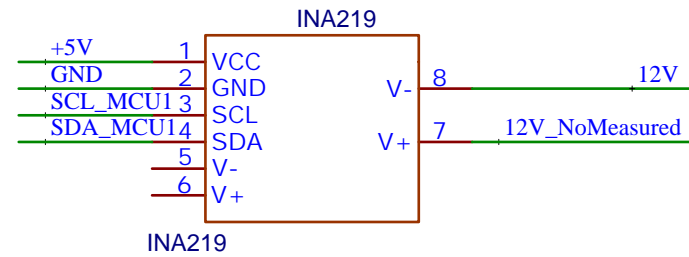 INA219
+5V 1 VCC
GND 2 GND V- 8 12V
SCL_MCU1 3 SCL
SDA_MCU1 4 SDA V+ 7 12V_NoMeasured
5 V-
6 V+
INA219